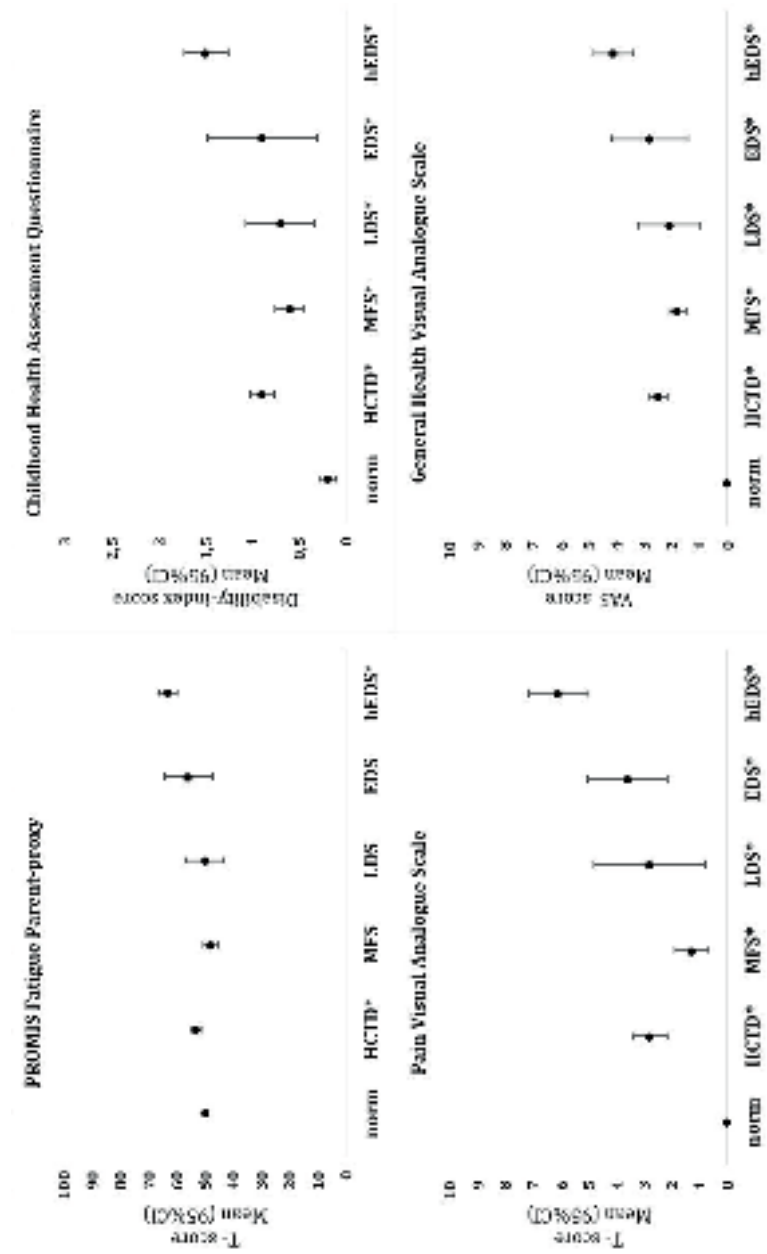 PROMIS Fatigue Parent-proxy
T-score
Mean (95%CI)
100
90
80
70
60
50
40
30
20
10
0
norm HCTD* MFS LDS EDS hEDS*
Childhood Health Assessment Questionnaire
Disability-index score
Mean (95%CI)
3
2,5
2
1,5
1
0,5
0
norm HCTD* MFS* LDS* EDS* hEDS*
Pain Visual Analogue Scale
T-score
Mean (95%CI)
10
9
8
7
6
5
4
3
2
1
0
norm HCTD* MFS* LDS* EDS* hEDS*
General Health Visual Analogue Scale
VAS score
Mean (95%CI)
10
9
8
7
6
5
4
3
2
1
0
norm HCTD* MFS* LDS* EDS* hEDS*